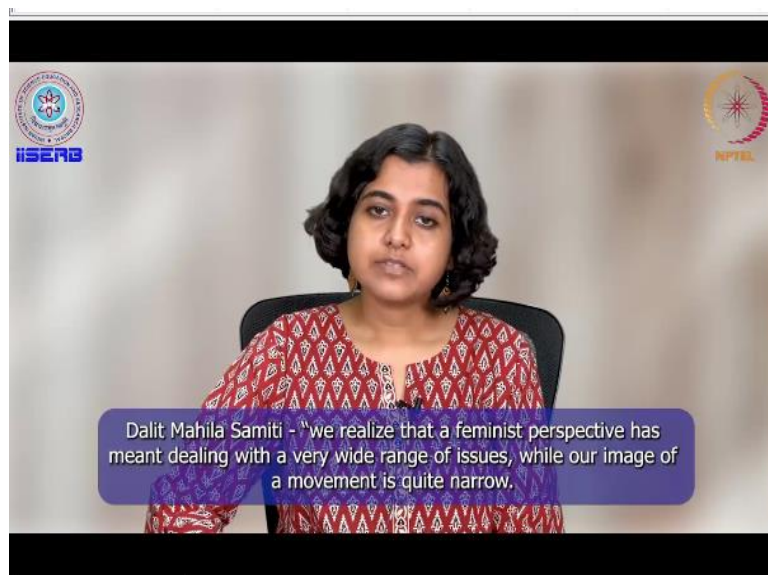 IISERB
NPTEL
Dalit Mahila Samiti - “we realize that a feminist perspective has
meant dealing with a very wide range of issues, while our image of
a movement is quite narrow.